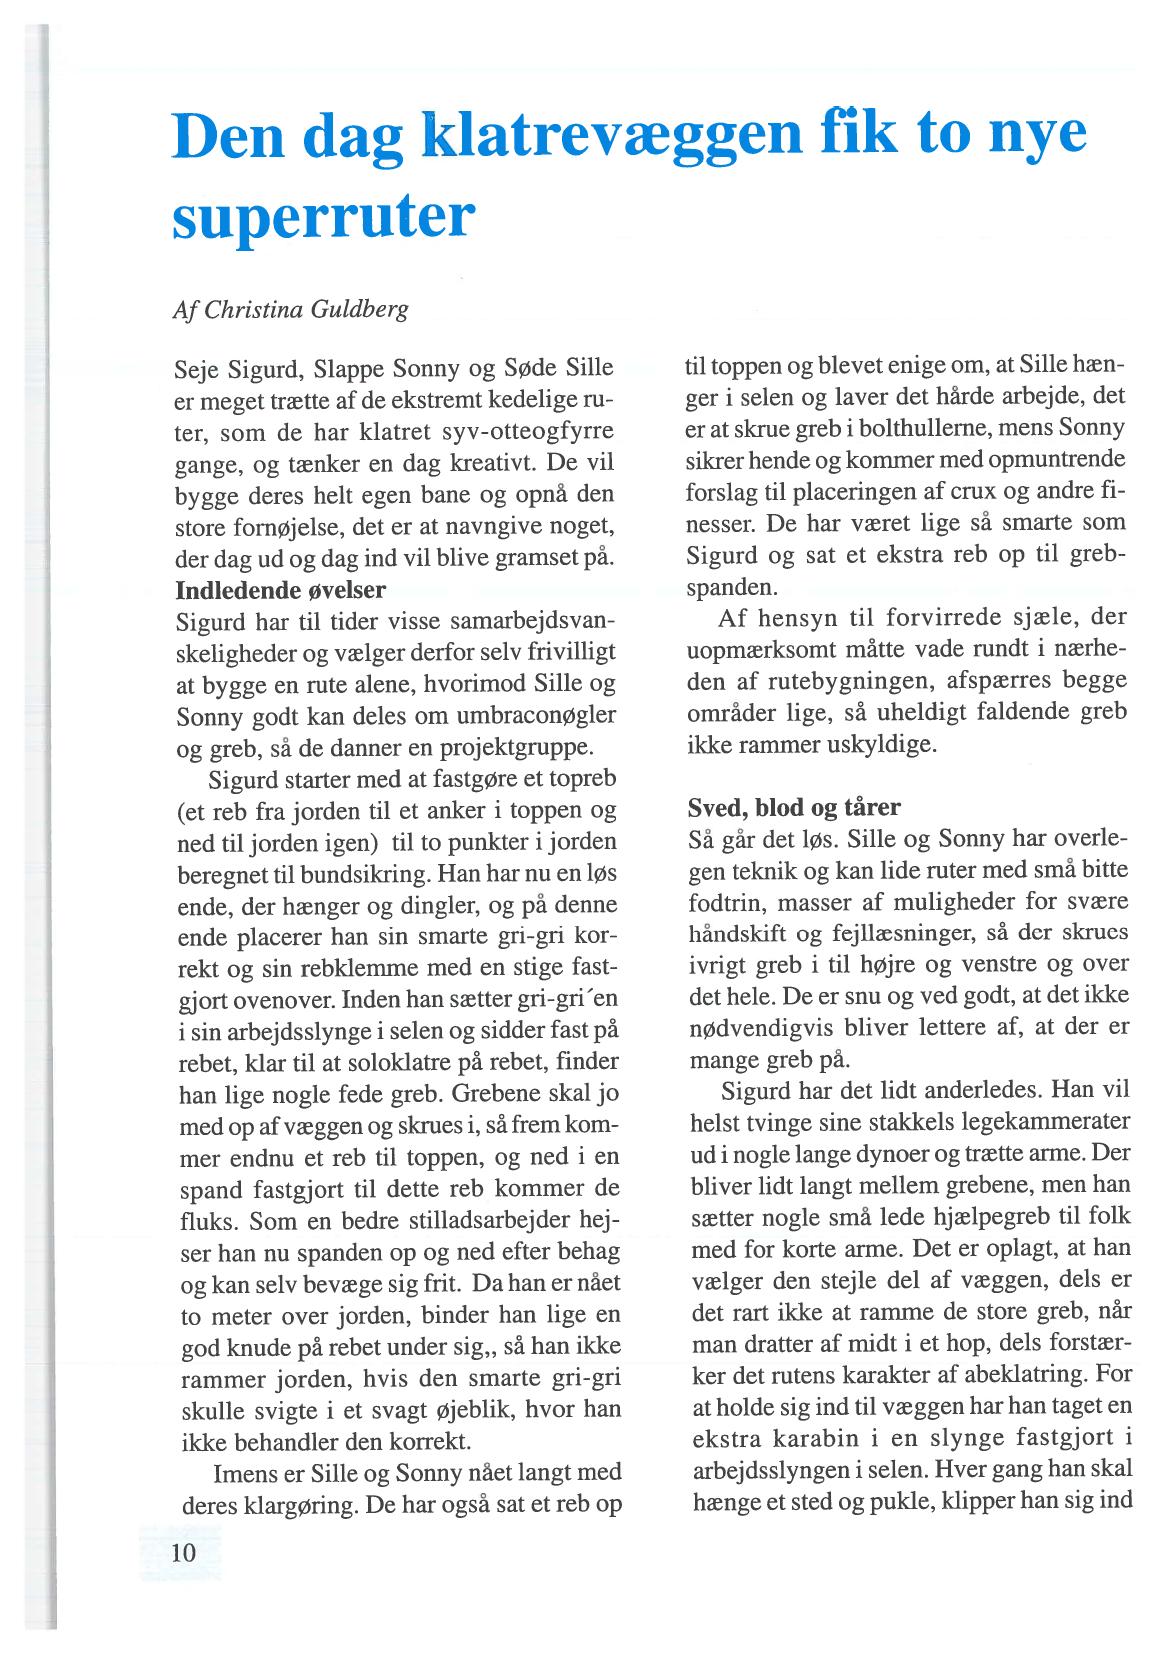 Den dag klatrevæggen fik to nye
superruter
Af Christina Guldberg
Seje Sigurd, Slappe Sonny og Søde Sille
er meget trætte af de ekstremt kedelige ru-
ter, som de har klatret syv-otteogfyrre
gange, og tænker en dag kreativt. De vil
bygge deres helt egen bane og opnå den
store fornøjelse, det er at navngive noget,
der dag ud og dag ind vil blive gramset på.
Indledende øvelser
Sigurd har til tider visse samarbejdsvan-
skeligheder og vælger derfor selv frivilligt
at bygge en rute alene, hvorimod Sille og
Sonny godt kan deles om umbraconøgler
og greb, så de danner en projektgruppe.
Sigurd starter med at fastgøre et topreb
(et reb fra jorden til et anker i toppen og
ned til jorden igen) til to punkter i jorden
beregnet til bundsikring. Han har nu en løs
ende, der hænger og dingler, og på denne
ende placerer han sin smarte gri-gri kor-
rekt og sin rebklemme med en stige fast-
gjort ovenover. Inden han sætter gri-gri´en
i sin arbejdsslynge i selen og sidder fast på
rebet, klar til at soloklatre på rebet, finder
han lige nogle fede greb. Grebene skal jo
med op af væggen og skrues i, så frem kom-
mer endnu et reb til toppen, og ned i en
spand fastgjort til dette reb kommer de
fluks. Som en bedre stilladsarbejder hej-
ser han nu spanden op og ned efter behag
og kan selv bevæge sig frit. Da han er nået
to meter over jorden, binder han lige en
god knude på rebet under sig,, så han ikke
rammer jorden, hvis den smarte gri-gri
skulle svigte i et svagt øjeblik, hvor han
ikke behandler den korrekt.
Imens er Sille og Sonny nået langt med
deres klargøring. De har også sat et reb op
til toppen og blevet enige om, at Sille hæn-
ger i selen og laver det hårde arbejde, det
er at skrue greb i bolthullerne, mens Sonny
sikrer hende og kommer med opmuntrende
forslag til placeringen af crux og andre fi-
nesser. De har været lige så smarte som
Sigurd og sat et ekstra reb op til greb-
spanden.
Af hensyn til forvirrede sjæle, der
uopmærksomt måtte vade rundt i nærhe-
den af rutebygningen, afspærres begge
områder lige, så uheldigt faldende greb
ikke rammer uskyldige.
Sved, blod og tårer
Så går det løs. Sille og Sonny har overle-
gen teknik og kan lide ruter med små bitte
fodtrin, masser af muligheder for svære
håndskift og fejllæsninger, så der skrues
ivrigt greb i til højre og venstre og over
det hele. De er snu og ved godt, at det ikke
nødvendigvis bliver lettere af, at der er
mange greb på.
Sigurd har det lidt anderledes. Han vil
helst tvinge sine stakkels legekammerater
ud i nogle lange dynoer og trætte arme. Der
bliver lidt langt mellem grebene, men han
sætter nogle små lede hjælpegreb til folk
med for korte arme. Det er oplagt, at han
vælger den stejle del af væggen, dels er
det rart ikke at ramme de store greb, når
man dratter af midt i et hop, dels forstær-
ker det rutens karakter af abeklatring. For
at holde sig ind til væggen har han taget en
ekstra karabin i en slynge fastgjort i
arbejdsslyngen i selen. Hver gang han skal
hænge et sted og pukle, klipper han sig ind
10